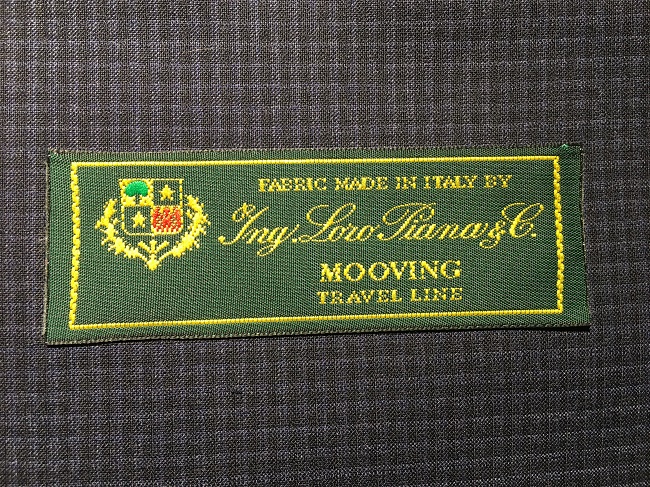 FABRIC MADE IN ITALY BY
Ing. Loro Piana & C.
MOOVING
TRAVEL LINE